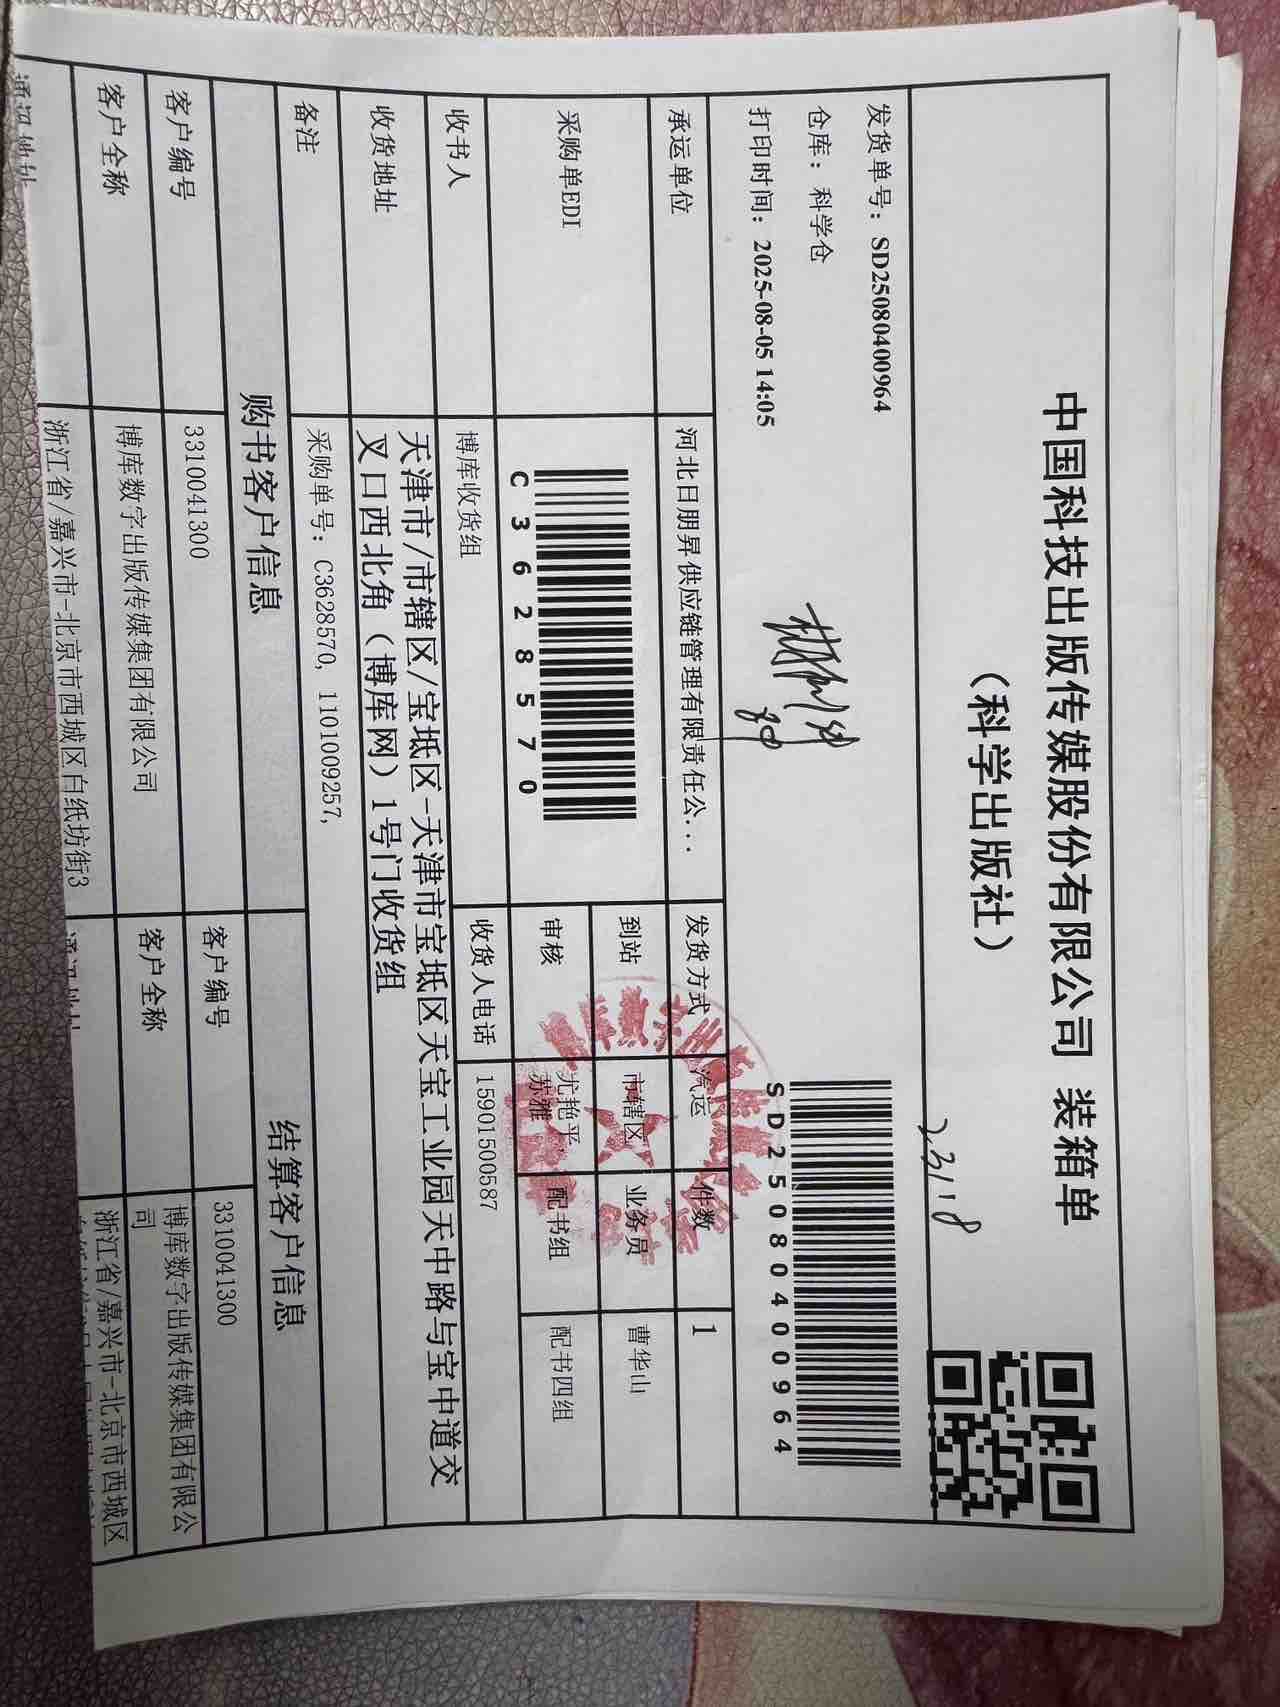 中国科技出版传媒股份有限公司 装箱单
（科学出版社）
发货单号：SD2508040​0964
仓库：科学仓
打印时间：2025-08-05 14:05
SD25080400964
承运单位 河北日朋昇供应链管理有限责任公... 发货方式 汽运 件数 1
采购单EDI C3628570 到站 市辖区 业务员 曹华山
审核 尤艳平, 苏雅 配书组 配书四组
收书人 博库收货组 收货人电话 15901500587
收货地址 天津市/市辖区/宝坻区-天津市宝坻区天宝工业园天中路与宝中道交
叉口西北角（博库网）1号门收货组
备注 采购单号：C3628570, 1101009257,
购书客户信息 结算客户信息
客户编号 3310041300 客户编号 3310041300
客户全称 博库数字出版传媒集团有限公司 客户全称 博库数字出版传媒集团有限公
司
通讯地址 浙江省/嘉兴市-北京市西城区白纸坊街3 通讯地址 浙江省/嘉兴市-北京市西城区